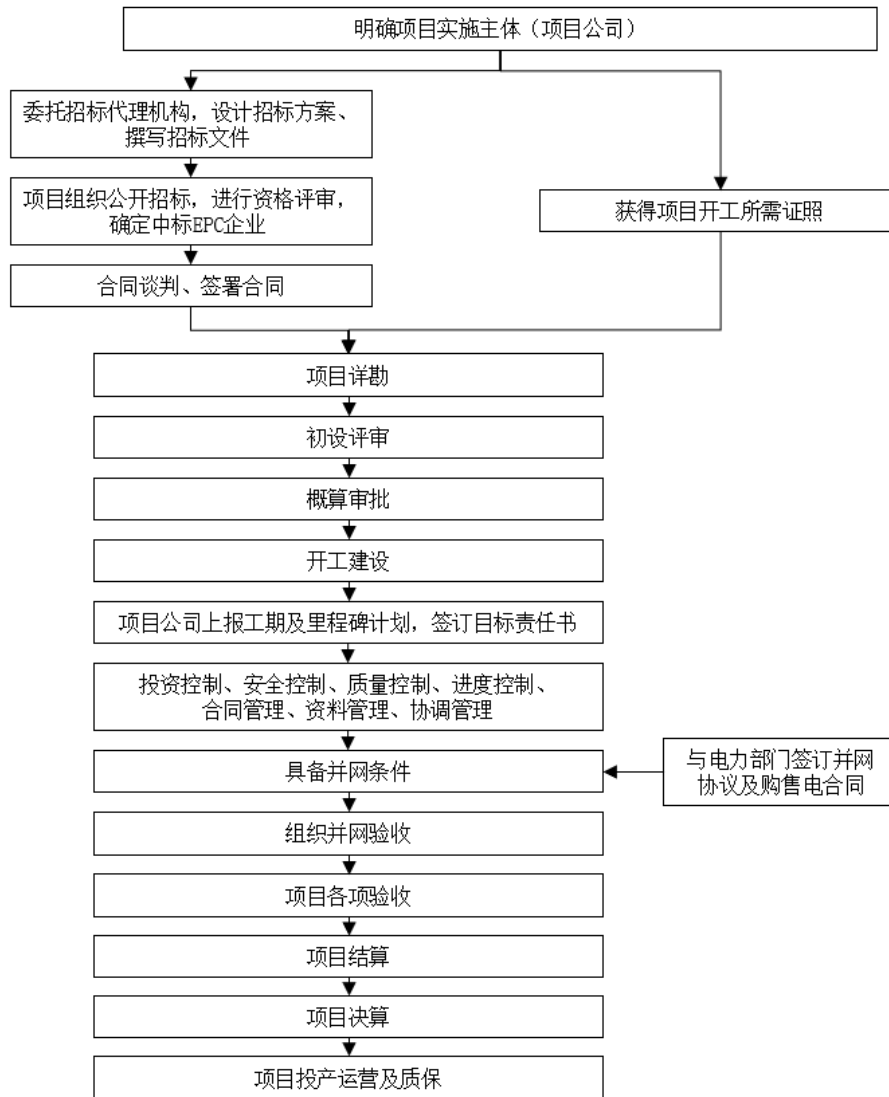 明确项目实施主体（项目公司）
委托招标代理机构，设计招标方案、
撰写招标文件
项目组织公开招标，进行资格评审，
确定中标EPC企业
获得项目开工所需证照
合同谈判、签署合同
项目详勘
初设评审
概算审批
开工建设
项目公司上报工期及里程碑计划，签订目标责任书
投资控制、安全控制、质量控制、进度控制、
合同管理、资料管理、协调管理
具备并网条件
与电力部门签订并网
协议及购售电合同
组织并网验收
项目各项验收
项目结算
项目决算
项目投产运营及质保